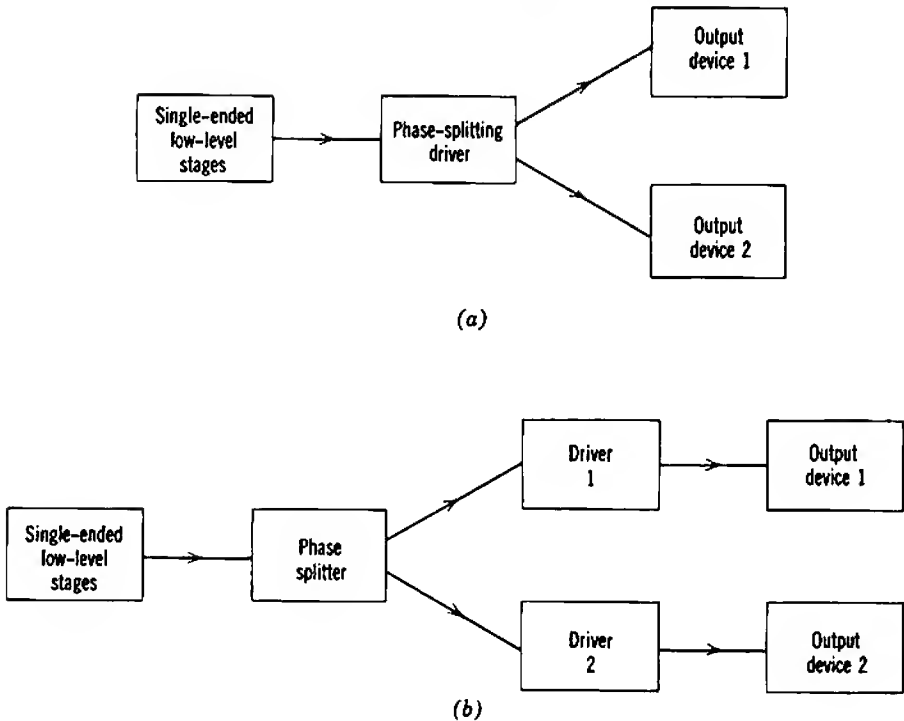 Output
device 1
Single-ended
low-level
stages
Phase-splitting
driver
Output
device 2
(a)
Driver
1
Output
device 1
Single-ended
low-level
stages
Phase
splitter
Driver
2
Output
device 2
(b)